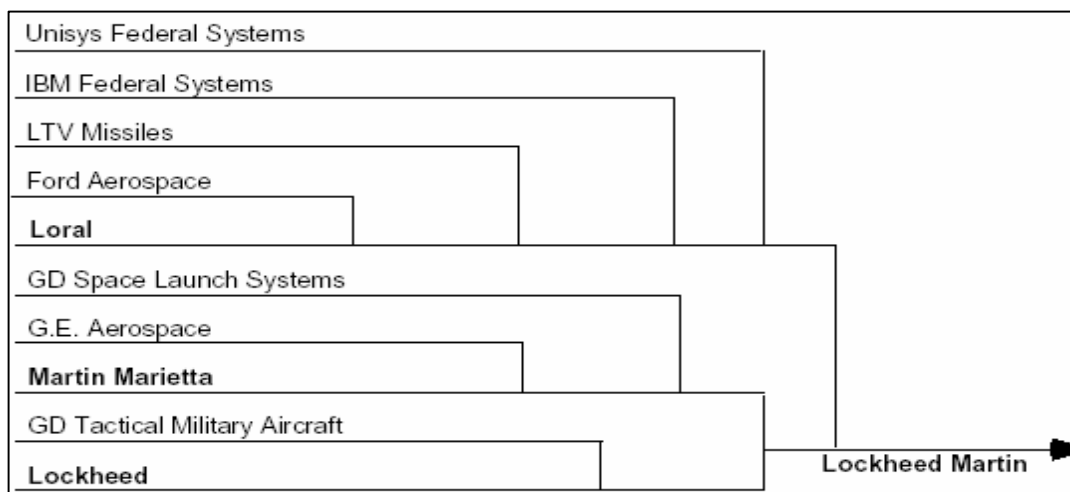 Unisys Federal Systems
IBM Federal Systems
LTV Missiles
Ford Aerospace
Loral
GD Space Launch Systems
G.E. Aerospace
Martin Marietta
GD Tactical Military Aircraft
Lockheed
Lockheed Martin